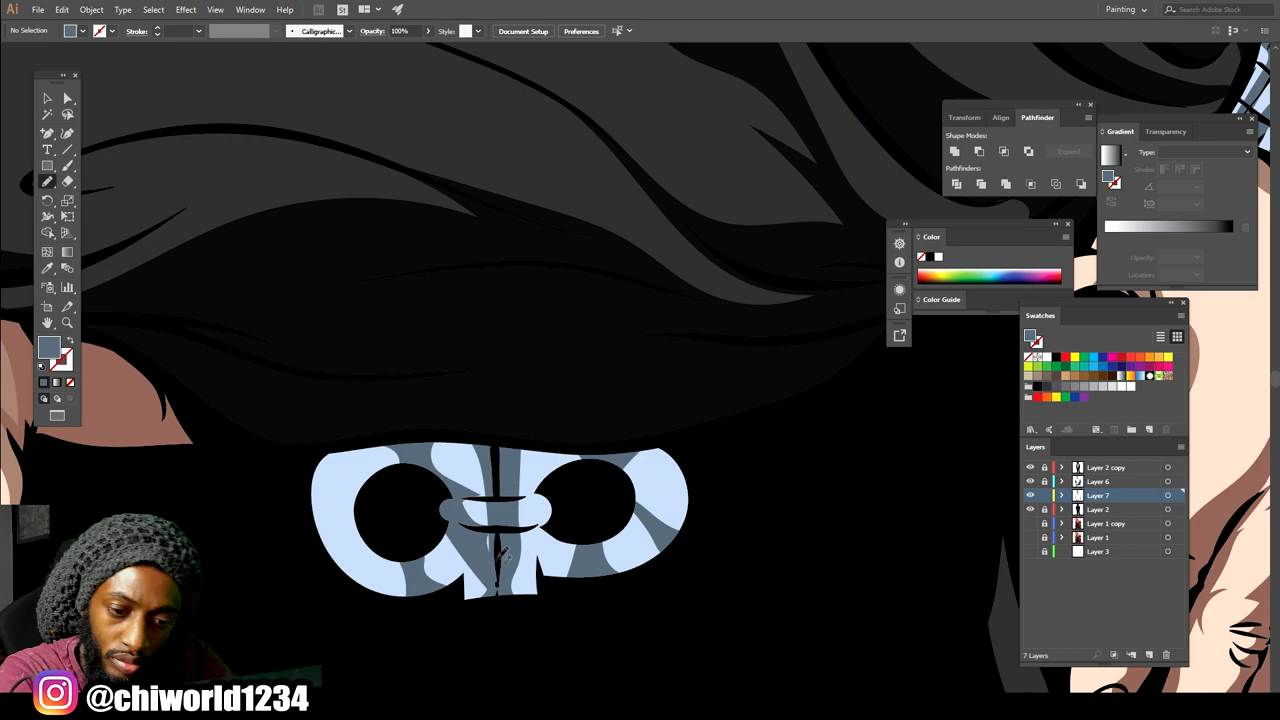 Ai File Edit Object Type Select Effect View Window Help Br St Painting Search Adobe Stock
No Selection Stroke: Calligraphic... Opacity: 100% Style: Document Setup Preferences
Transform Align Pathfinder
Shape Modes:
Expand
Pathfinders:
Gradient Transparency
Type:
Stroke:
Opacity:
Location:
Color
Color Guide
Swatches
Layers
Layer 2 copy
Layer 6
Layer 7
Layer 2
Layer 1 copy
Layer 1
Layer 3
7 Layers
@chiworld1234